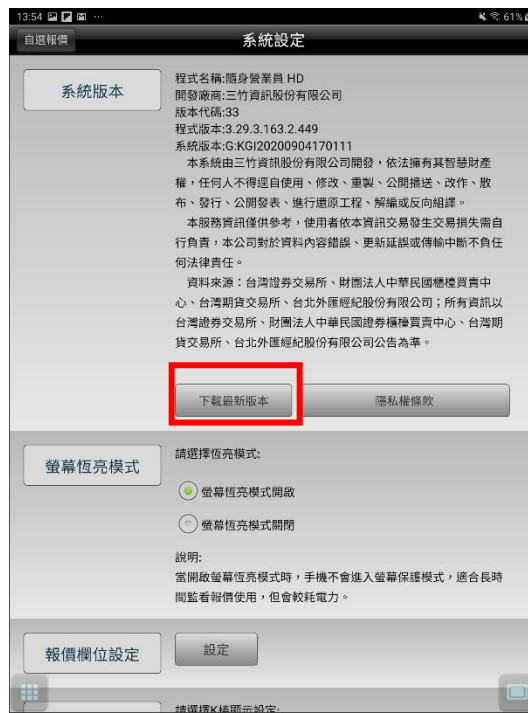 13:54 ··· 61%
自選報價
系統設定
系統版本
程式名稱:隨身營業員 HD
開發廠商:三竹資訊股份有限公司
版本代碼:33
程式版本:3.29.3.163.2.449
系統版本:G:KGI20200904170111
本系統由三竹資訊股份有限公司開發，依法擁有其智慧財產
權，任何人不得逕自使用、修改、重製、公開播送、改作、散
布、發行、公開發表、進行還原工程、解編或反向組譯。
本服務資訊僅供參考，使用者依本資訊交易發生交易損失需自
行負責，本公司對於資料內容錯誤、更新延誤或傳輸中斷不負任
何法律責任。
資料來源：台灣證券交易所、財團法人中華民國櫃檯買賣中
心、台灣期貨交易所、台北外匯經紀股份有限公司；所有資訊以
台灣證券交易所、財團法人中華民國證券櫃檯買賣中心、台灣期
貨交易所、台北外匯經紀股份有限公司公告為準。
下載最新版本
隱私權條款
螢幕恆亮模式
請選擇恆亮模式:
螢幕恆亮模式開啟
螢幕恆亮模式關閉
說明:
當開啟螢幕恆亮模式時，手機不會進入螢幕保護模式，適合長時
間監看報價使用，但會較耗電力。
報價欄位設定
設定
請選擇K棒顯示設定: